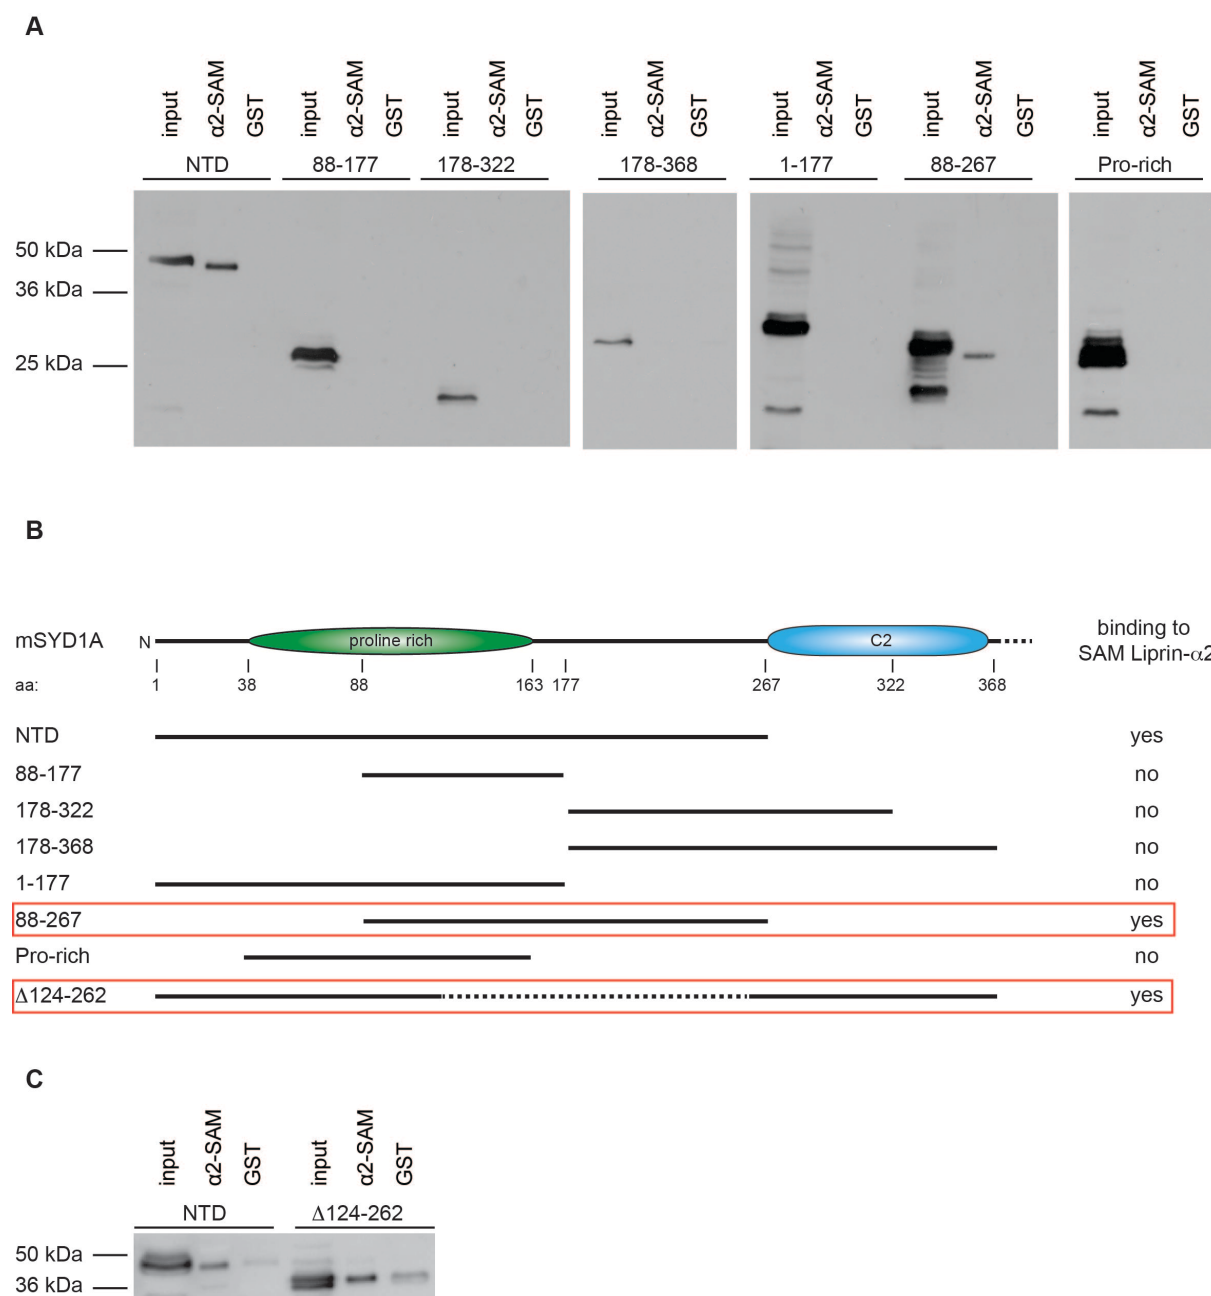 A
input α2-SAM GST input α2-SAM GST input α2-SAM GST input α2-SAM GST input α2-SAM GST input α2-SAM GST input α2-SAM GST
NTD 88-177 178-322 178-368 1-177 88-267 Pro-rich
50 kDa
36 kDa
25 kDa
B
mSYD1A N proline rich C2
binding to
SAM Liprin-α2
aa: 1 38 88 163 177 267 322 368
NTD yes
88-177 no
178-322 no
178-368 no
1-177 no
88-267 yes
Pro-rich no
Δ124-262 yes
C
input α2-SAM GST input α2-SAM GST
NTD Δ124-262
50 kDa
36 kDa